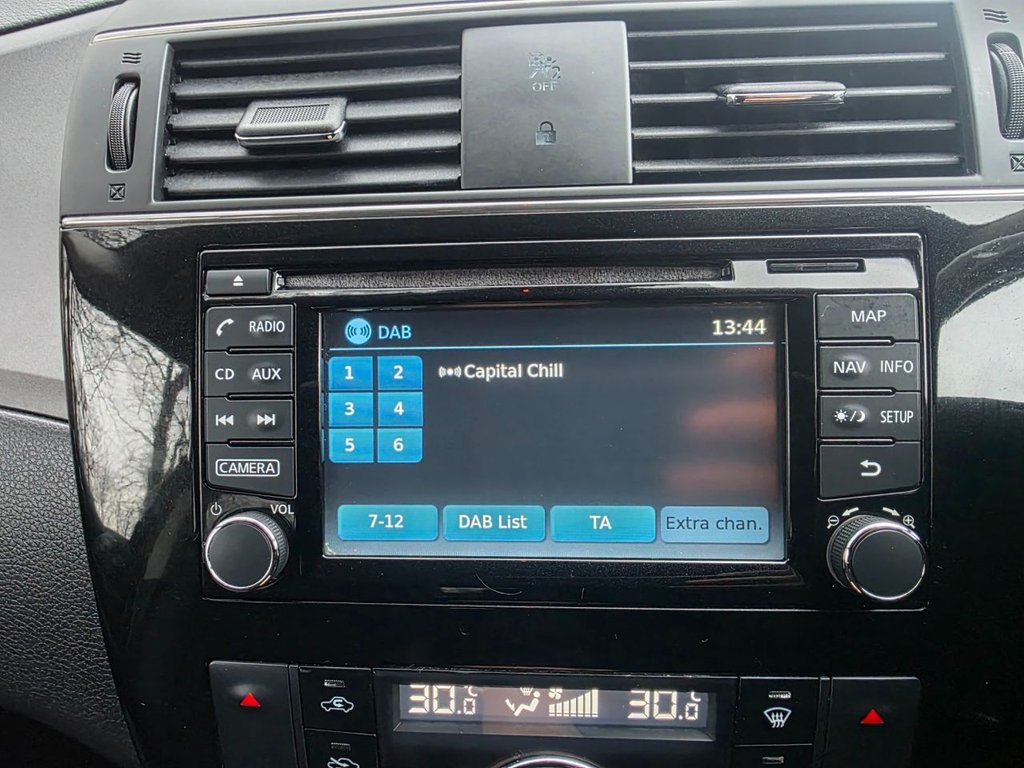 OFF
RADIO
CD AUX
CAMERA
VOL
DAB 13:44
1 2
3 4
5 6
Capital Chill
7-12 DAB List TA Extra chan.
MAP
NAV INFO
SETUP
30.0°C 30.0°C